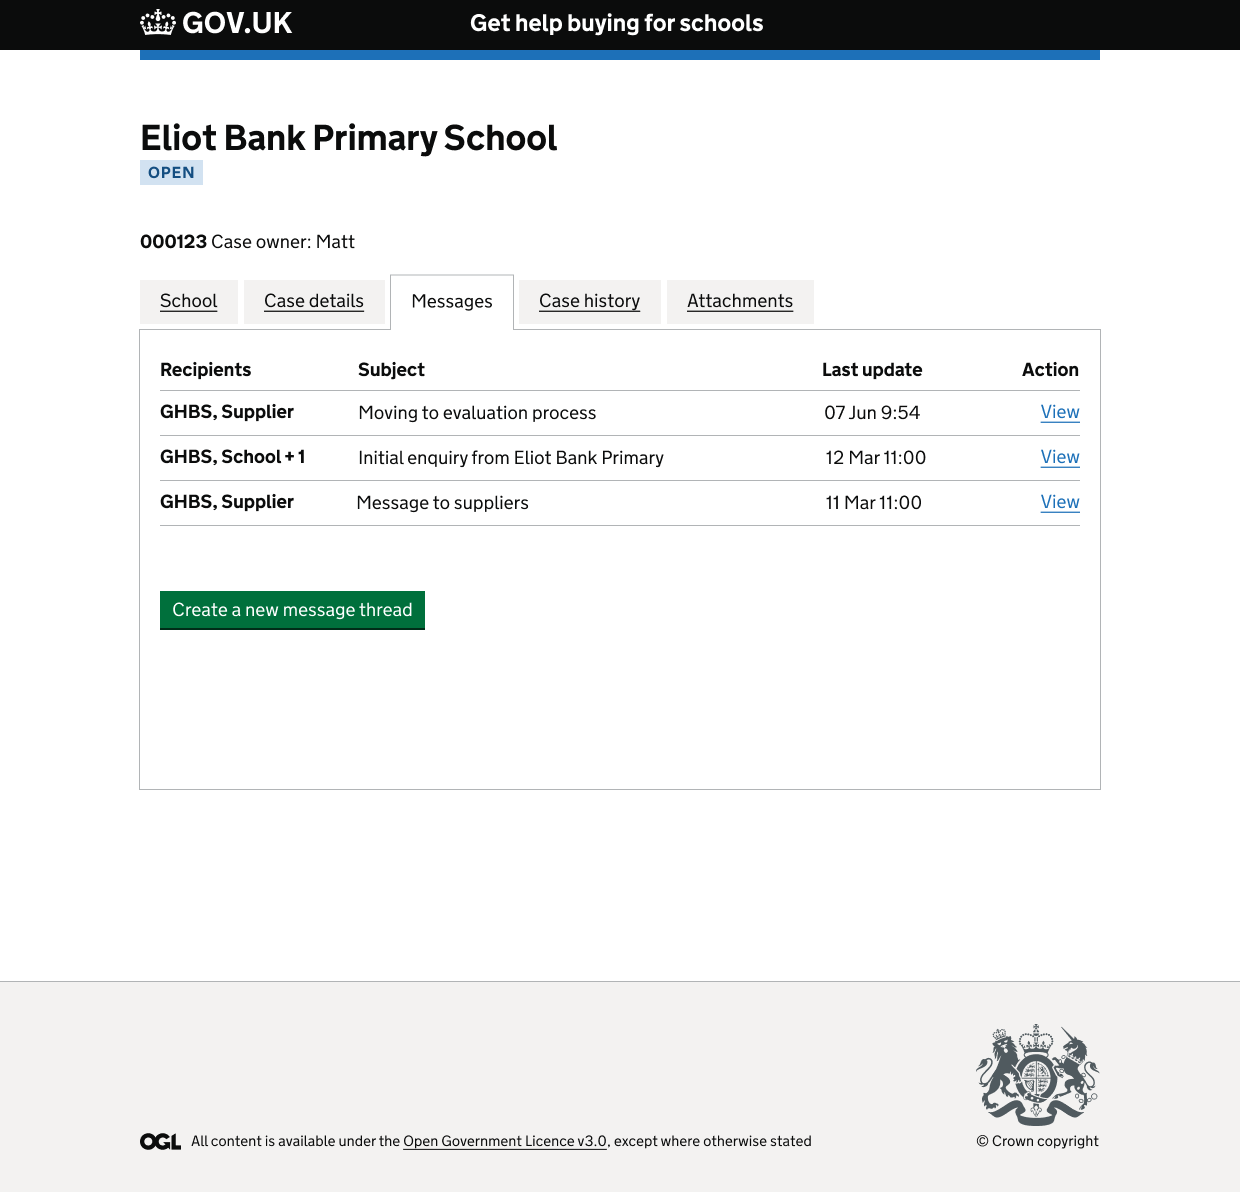 GOV.UK Get help buying for schools
Eliot Bank Primary School
OPEN
000123 Case owner: Matt
School Case details Messages Case history Attachments
Recipients Subject Last update Action
GHBS, Supplier Moving to evaluation process 07 Jun 9:54 View
GHBS, School + 1 Initial enquiry from Eliot Bank Primary 12 Mar 11:00 View
GHBS, Supplier Message to suppliers 11 Mar 11:00 View
Create a new message thread
OGL All content is available under the Open Government Licence v3.0, except where otherwise stated
© Crown copyright